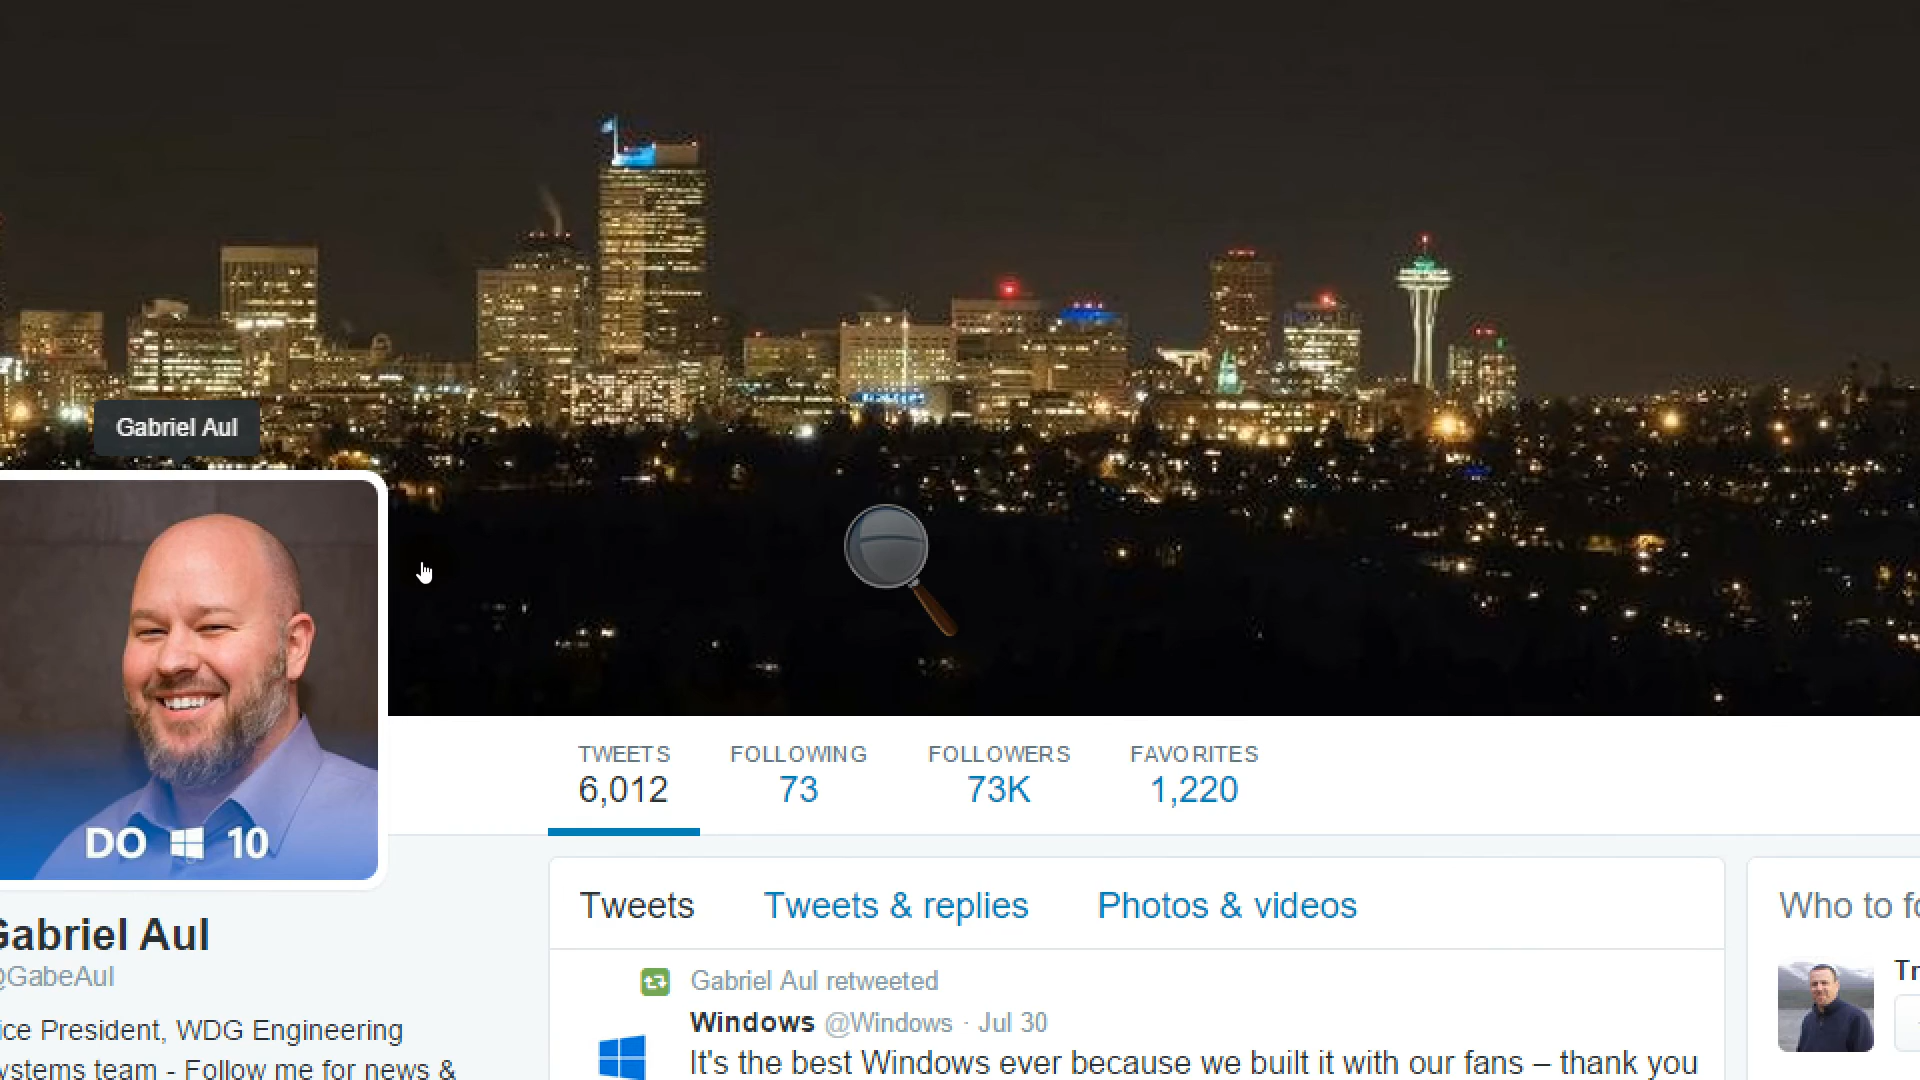 Gabriel Aul
DO 10
TWEETS FOLLOWING FOLLOWERS FAVORITES
6,012 73 73K 1,220
Tweets Tweets & replies Photos & videos
Who to fo
Gabriel Aul
@GabeAul
ice President, WDG Engineering
ystems team - Follow me for news &
Gabriel Aul retweeted
Windows @Windows · Jul 30
It's the best Windows ever because we built it with our fans – thank you
Tr